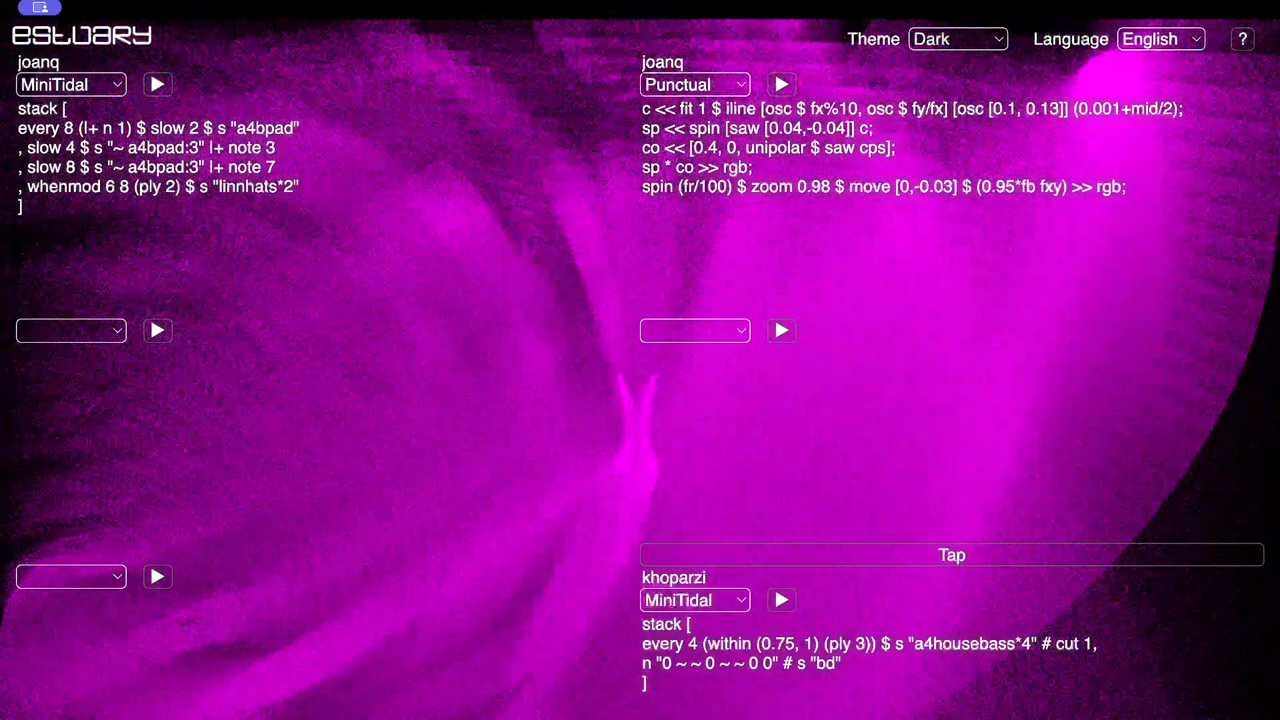 estuary
Theme Dark Language English ?
joanq
MiniTidal
stack [
every 8 (|+ n 1) $ slow 2 $ s "a4bpad"
, slow 4 $ s "~ a4bpad:3" |+ note 3
, slow 8 $ s "~ a4bpad:3" |+ note 7
, whenmod 6 8 (ply 2) $ s "linnhats*2"
]
joanq
Punctual
c << fit 1 $ iline [osc $ fx%10, osc $ fy/fx] [osc [0.1, 0.13]] (0.001+mid/2);
sp << spin [saw [0.04,-0.04]] c;
co << [0.4, 0, unipolar $ saw cps];
sp * co >> rgb;
spin (fr/100) $ zoom 0.98 $ move [0,-0.03] $ (0.95*fb fxy) >> rgb;
Tap
khoparzi
MiniTidal
stack [
every 4 (within (0.75, 1) (ply 3)) $ s "a4housebass*4" # cut 1,
n "0 ~ ~ 0 ~ ~ 0 0" # s "bd"
]